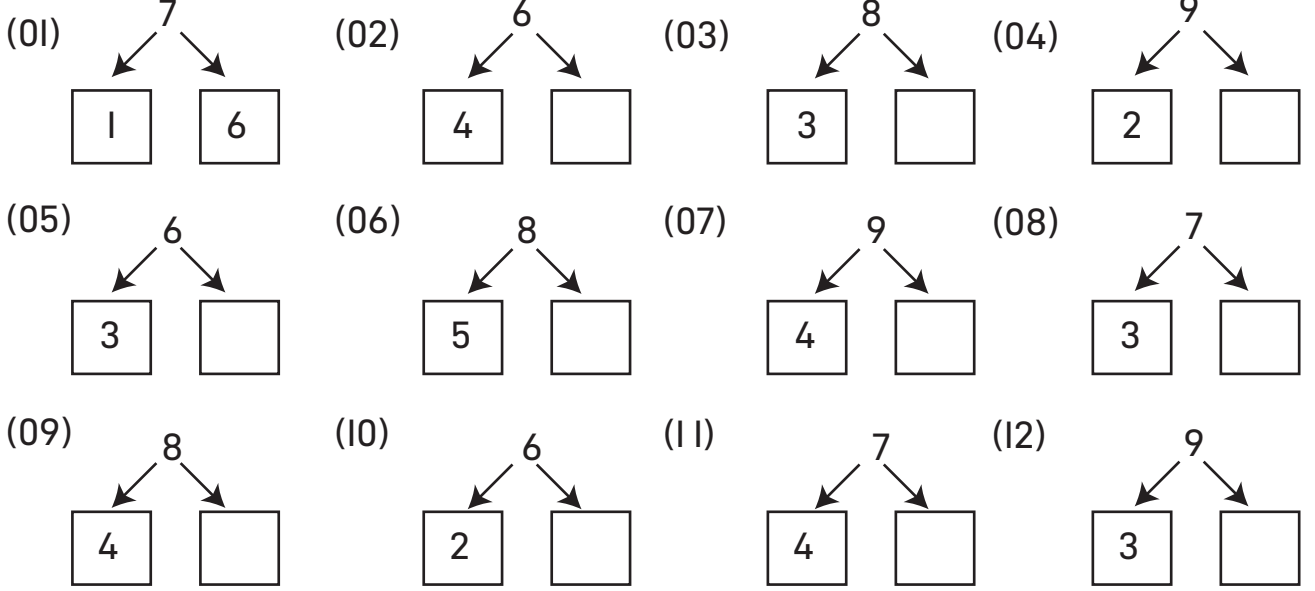 (01) 7 (02) 6 (03) 8 (04) 9
1 6 4 3 2
(05) 6 (06) 8 (07) 9 (08) 7
3 5 4 3
(09) 8 (10) 6 (11) 7 (12) 9
4 2 4 3